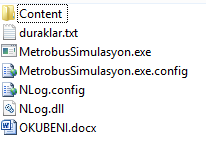 Content
duraklar.txt
MetrobusSimulasyon.exe
MetrobusSimulasyon.exe.config
NLog.config
NLog.dll
OKUBENI.docx